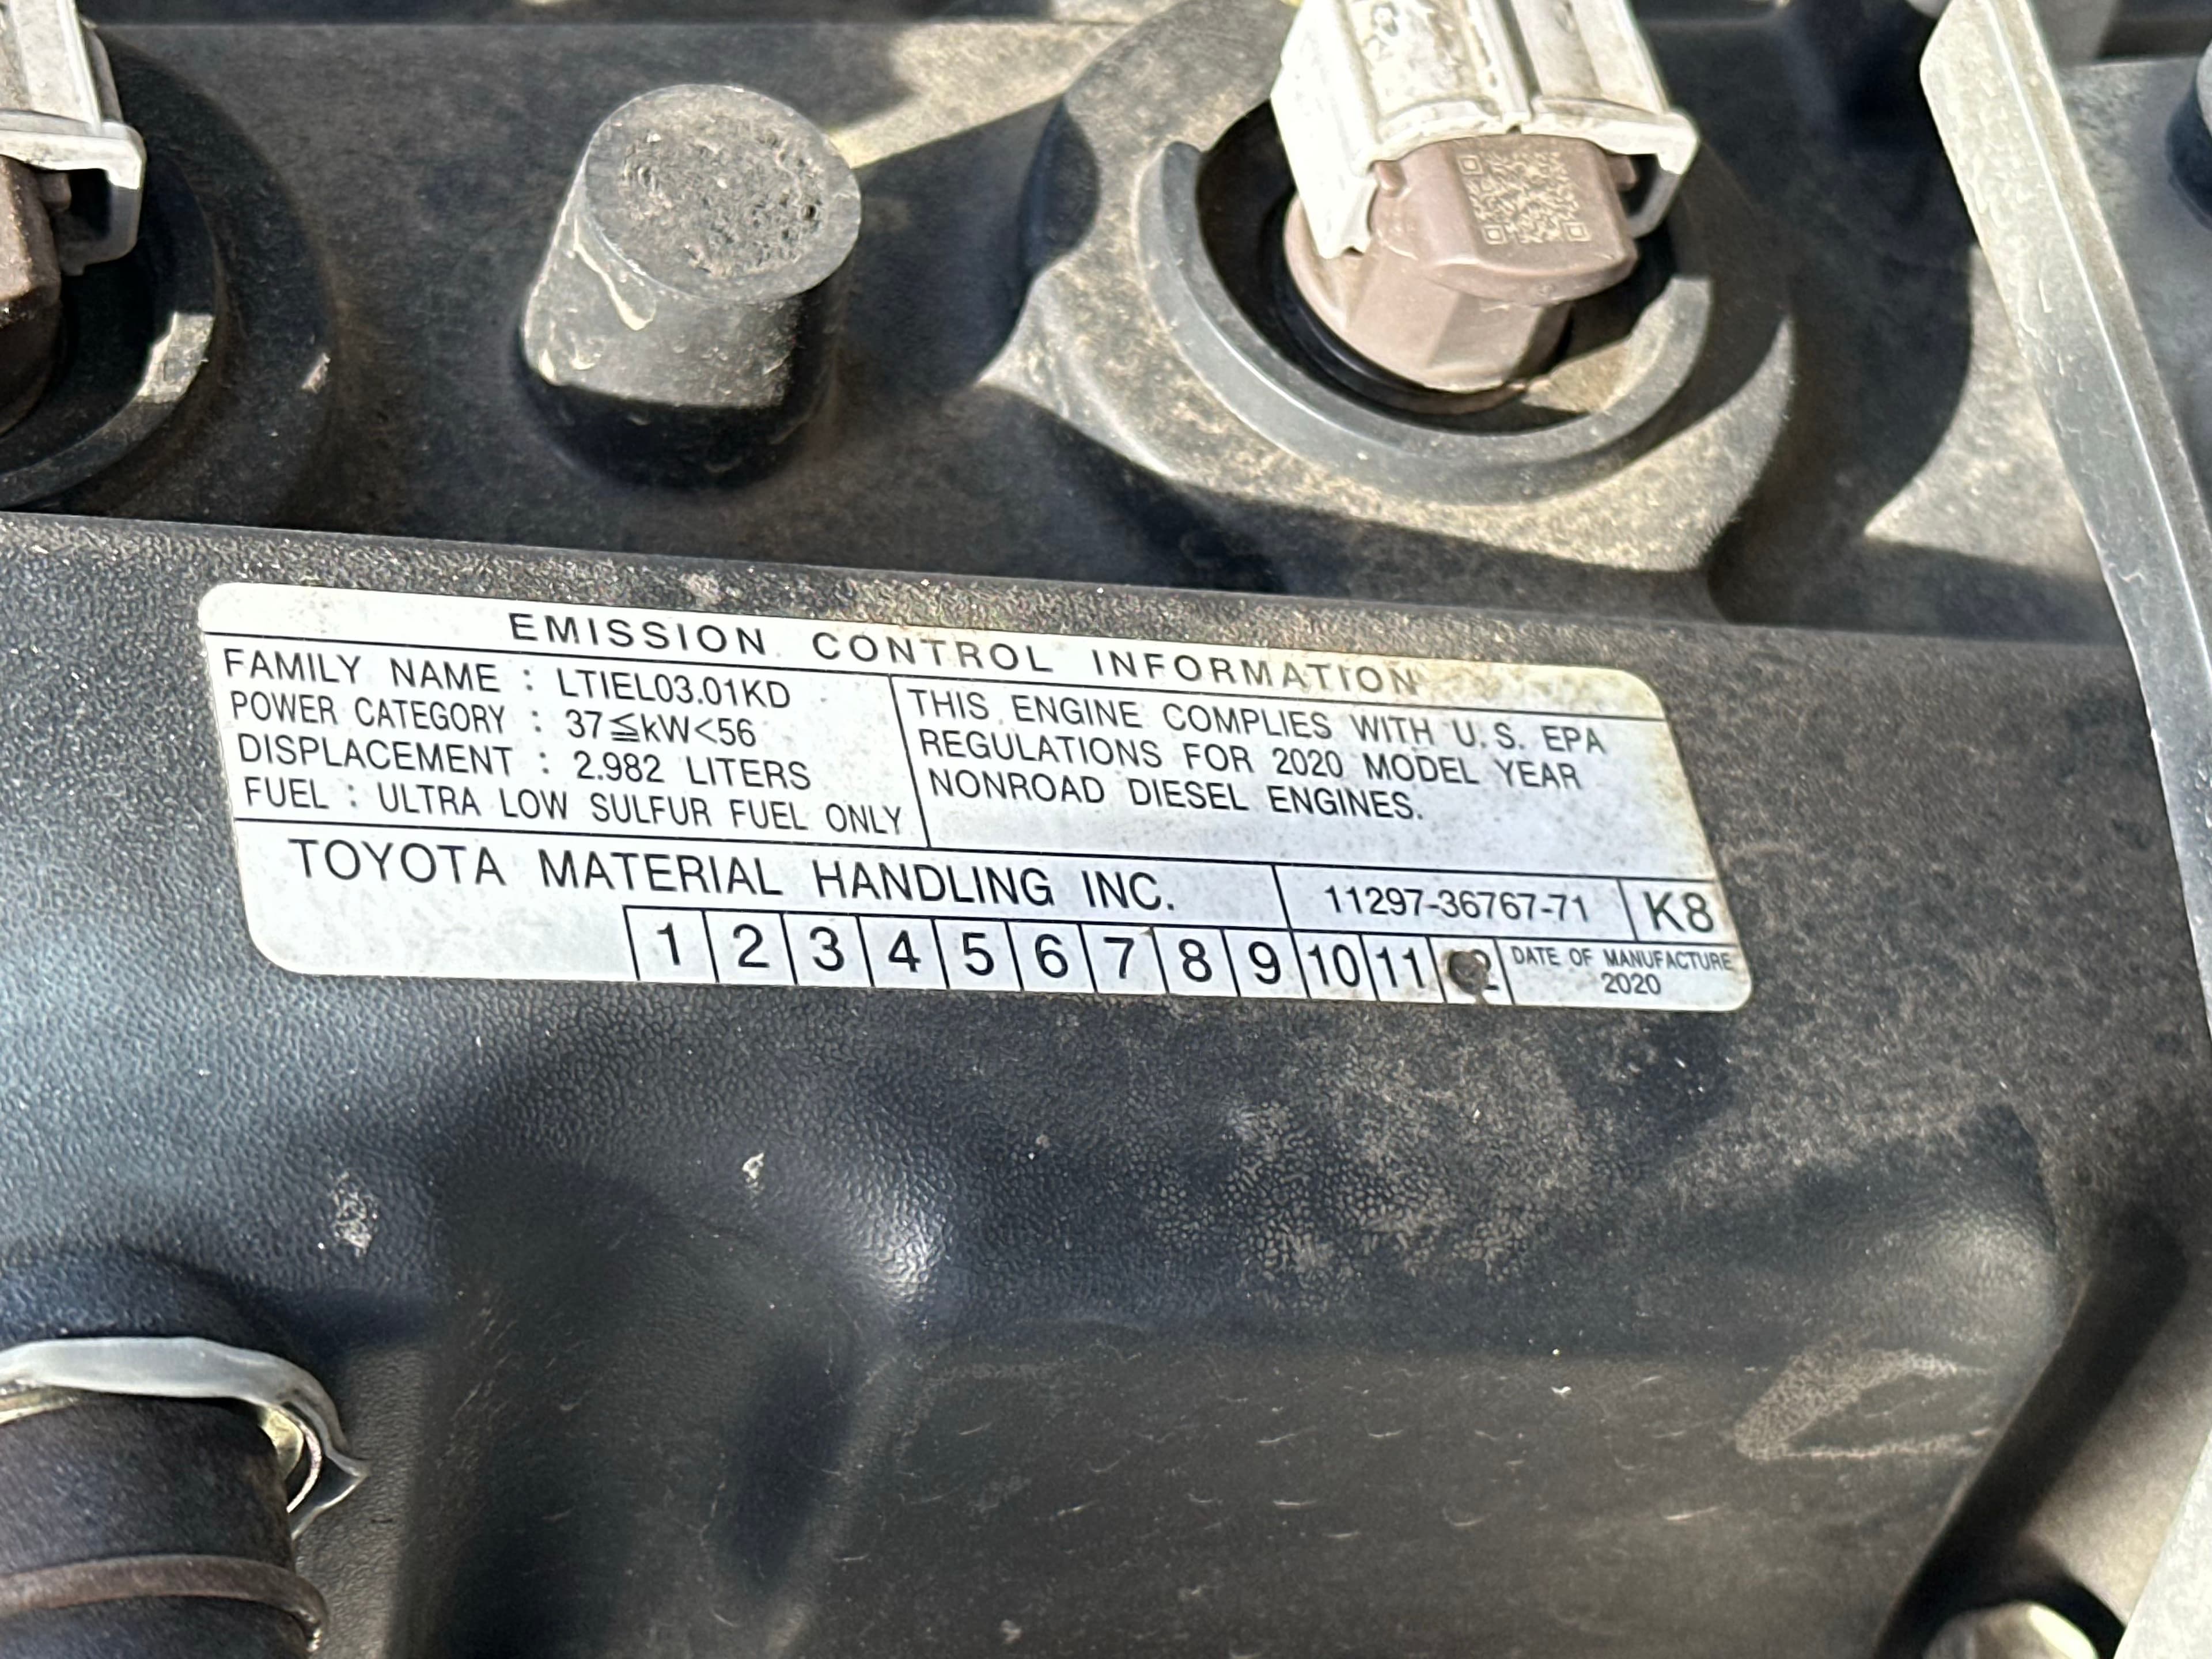 EMISSION CONTROL INFORMATION
FAMILY NAME : LTIEL03.01KD
POWER CATEGORY : 37≦kW<56
DISPLACEMENT : 2.982 LITERS
FUEL : ULTRA LOW SULFUR FUEL ONLY
THIS ENGINE COMPLIES WITH U.S. EPA
REGULATIONS FOR 2020 MODEL YEAR
NONROAD DIESEL ENGINES.
TOYOTA MATERIAL HANDLING INC.
11297-36767-71 K8
1 2 3 4 5 6 7 8 9 10 11 12
DATE OF MANUFACTURE
2020